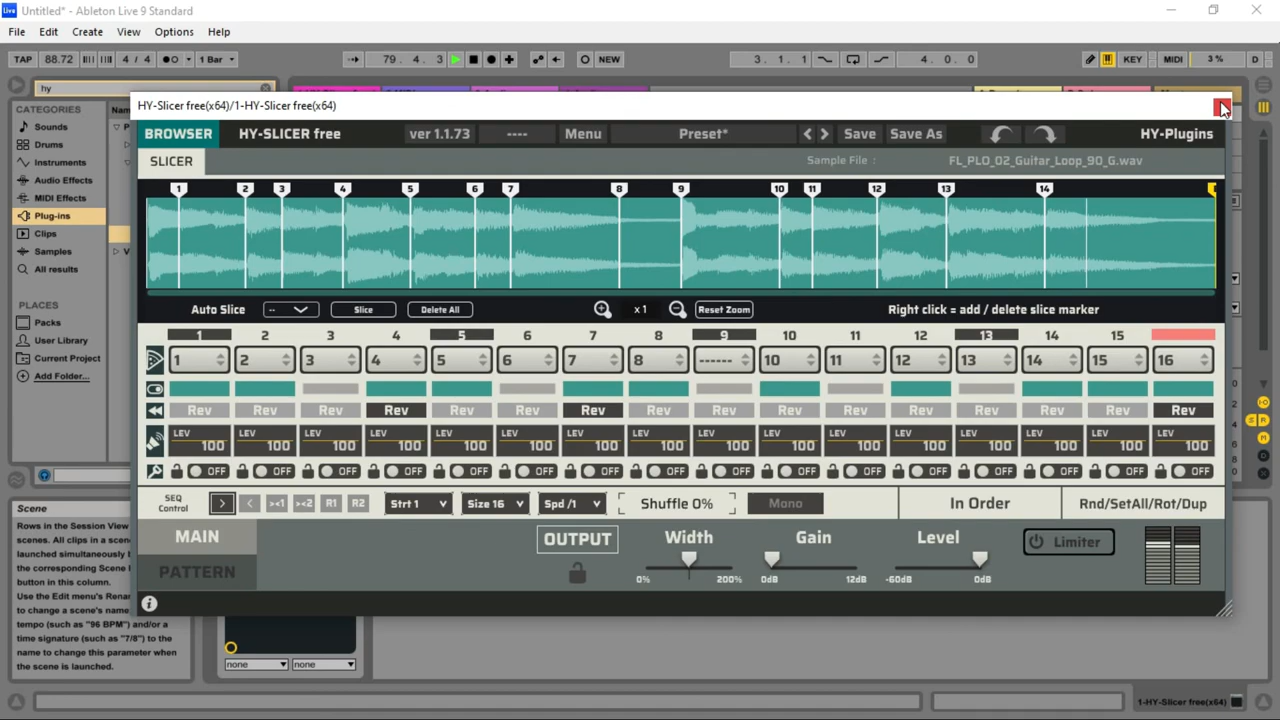 Untitled* - Ableton Live 9 Standard
File Edit Create View Options Help
TAP 88.72 4 / 4 1 Bar 79. 4. 3 NEW 3. 1. 1 4. 0. 0 KEY MIDI 3 % D
hy
HY-Slicer free(x64)/1-HY-Slicer free(x64)
CATEGORIES
Sounds
Drums
Instruments
Audio Effects
MIDI Effects
Plug-ins
Clips
Samples
All results
PLACES
Packs
User Library
Current Project
Add Folder...
BROWSER HY-SLICER free ver 1.1.73 ---- Menu Preset* < > Save Save As HY-Plugins
SLICER Sample File : FL_PLO_02_Guitar_Loop_90_G.wav
1 2 3 4 5 6 7 8 9 10 11 12 13 14
Auto Slice -- Slice Delete All x1 Reset Zoom Right click = add / delete slice marker
1 2 3 4 5 6 7 8 9 10 11 12 13 14 15
1 2 3 4 5 6 7 8 ------ 10 11 12 13 14 15 16
Rev Rev Rev Rev Rev Rev Rev Rev Rev Rev Rev Rev Rev Rev Rev Rev
LEV LEV LEV LEV LEV LEV LEV LEV LEV LEV LEV LEV LEV LEV LEV LEV
100 100 100 100 100 100 100 100 100 100 100 100 100 100 100 100
OFF OFF OFF OFF OFF OFF OFF OFF OFF OFF OFF OFF OFF OFF OFF OFF
SEQ Control > < ><1 ><2 R1 R2 Strt 1 Size 16 Spd /1 Shuffle 0% Mono In Order Rnd/SetAll/Rot/Dup
MAIN OUTPUT Width Gain Level Limiter
PATTERN 0% 200% 0dB 12dB -60dB 0dB
Scene
Rows in the Session View
scenes. All clips in a scen
launched simultaneously b
the corresponding Scene
button in this column.
Use the Edit menu's Renar
to change a scene's name
tempo (such as "96 BPM") and/or a
time signature (such as "7/8") to the
name to change this parameter when
the scene is launched.
none none
1-HY-Slicer free(x64)